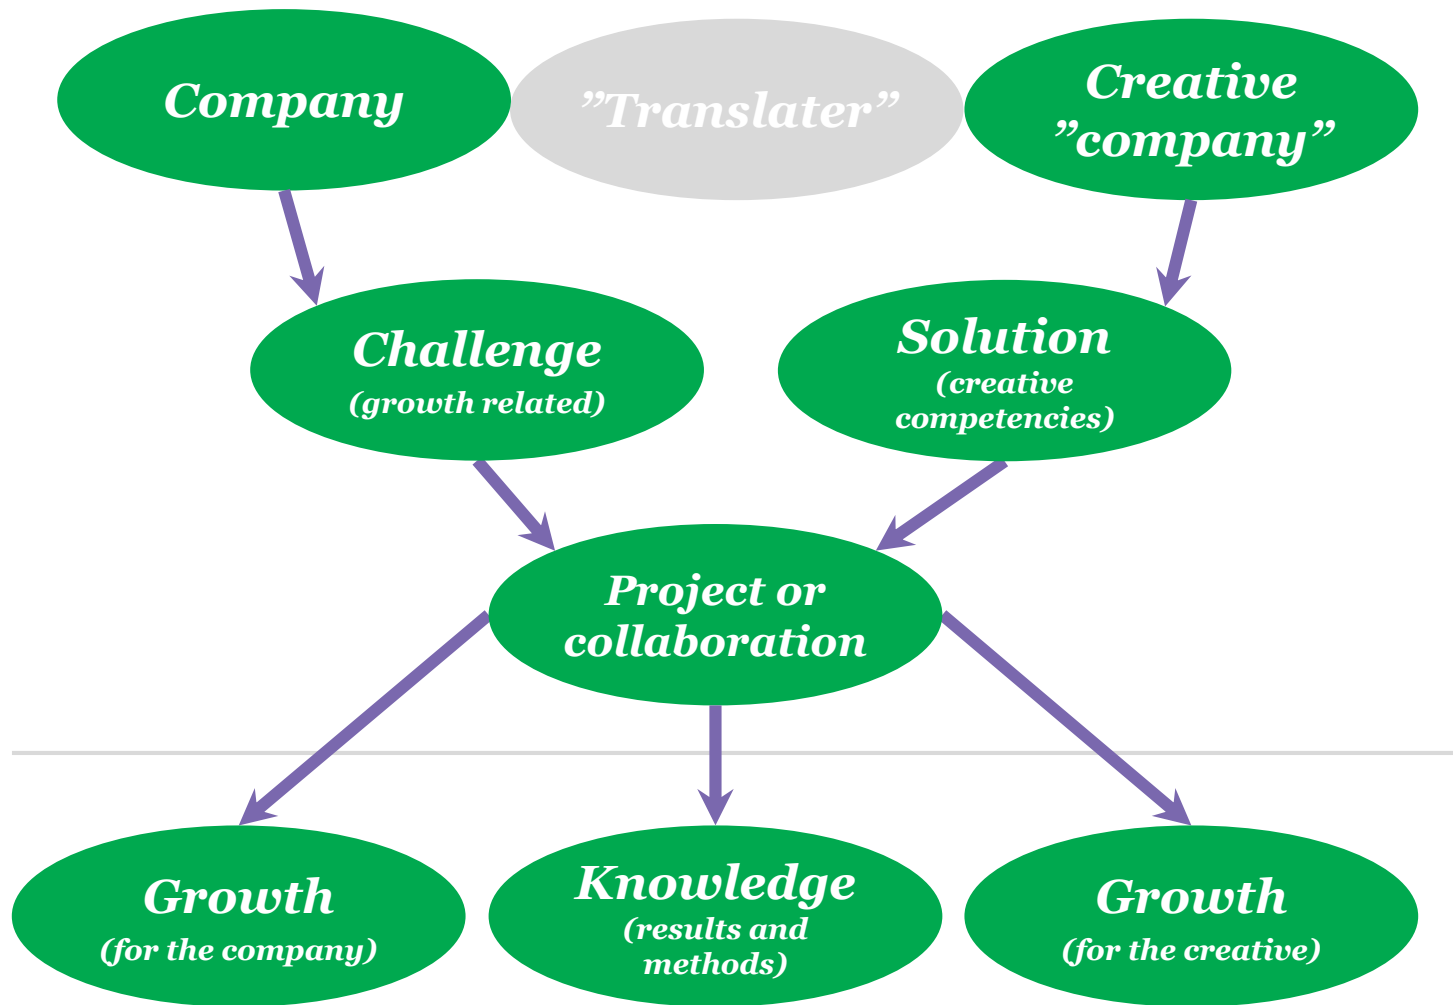 Company
”Translater”
Creative
”company”
Challenge
(growth related)
Solution
(creative
competencies)
Project or
collaboration
Growth
(for the company)
Knowledge
(results and
methods)
Growth
(for the creative)